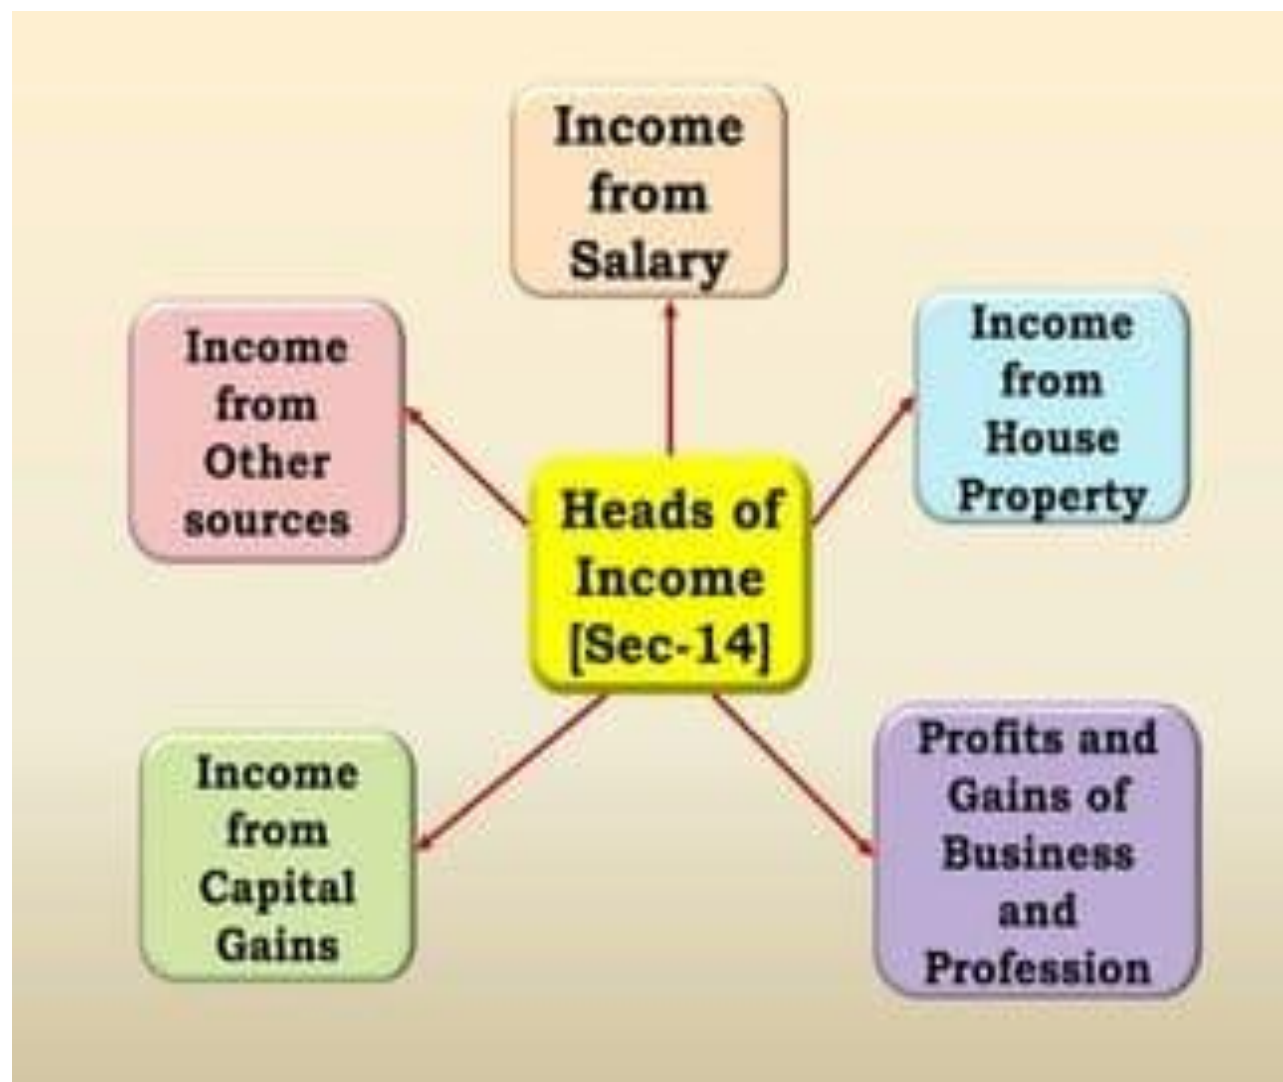 Income
from
Salary
Income
from
House
Property
Income
from
Other
sources
Heads of
Income
[Sec-14]
Income
from
Capital
Gains
Profits and
Gains of
Business
and
Profession